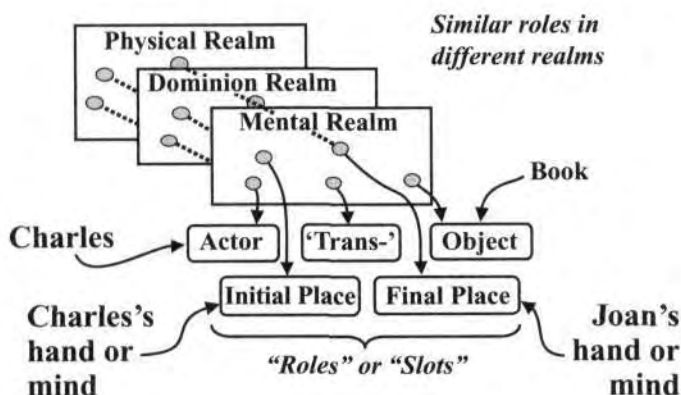 Physical Realm
Similar roles in
different realms
Dominion Realm
Mental Realm
Book
Charles
Actor
‘Trans-’
Object
Initial Place
Final Place
Charles's
hand or
mind
“Roles” or “Slots”
Joan's
hand or
mind